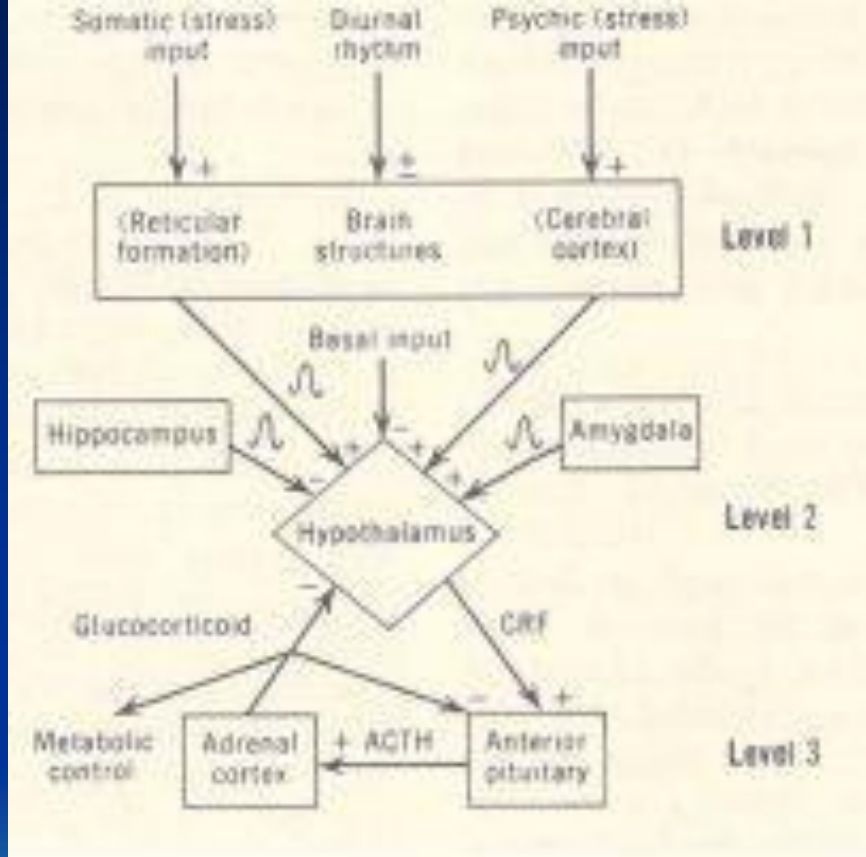 Somatic (stress)
input
Diurnal
rhythm
Psychic (stress)
input
+
±
+
(Reticular
formation)
Brain
structures
(Cerebral
cortex)
Level 1
Basal input
Hippocampus
Amygdala
-
+
-
+
+
Hypothalamus
Level 2
-
Glucocorticoid
CRF
-
+
Metabolic
control
Adrenal
cortex
+ ACTH
Anterior
pituitary
Level 3